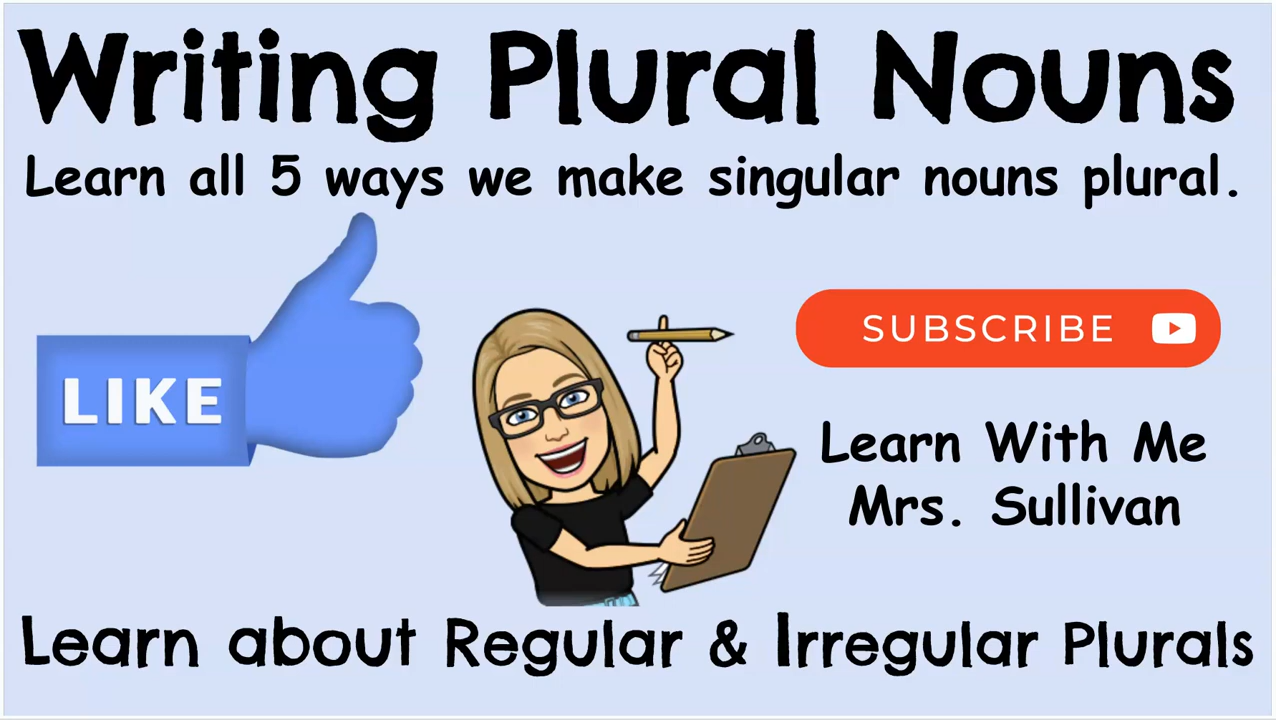 Writing Plural Nouns
Learn all 5 ways we make singular nouns plural.
LIKE
SUBSCRIBE
Learn With Me
Mrs. Sullivan
Learn about Regular & Irregular Plurals